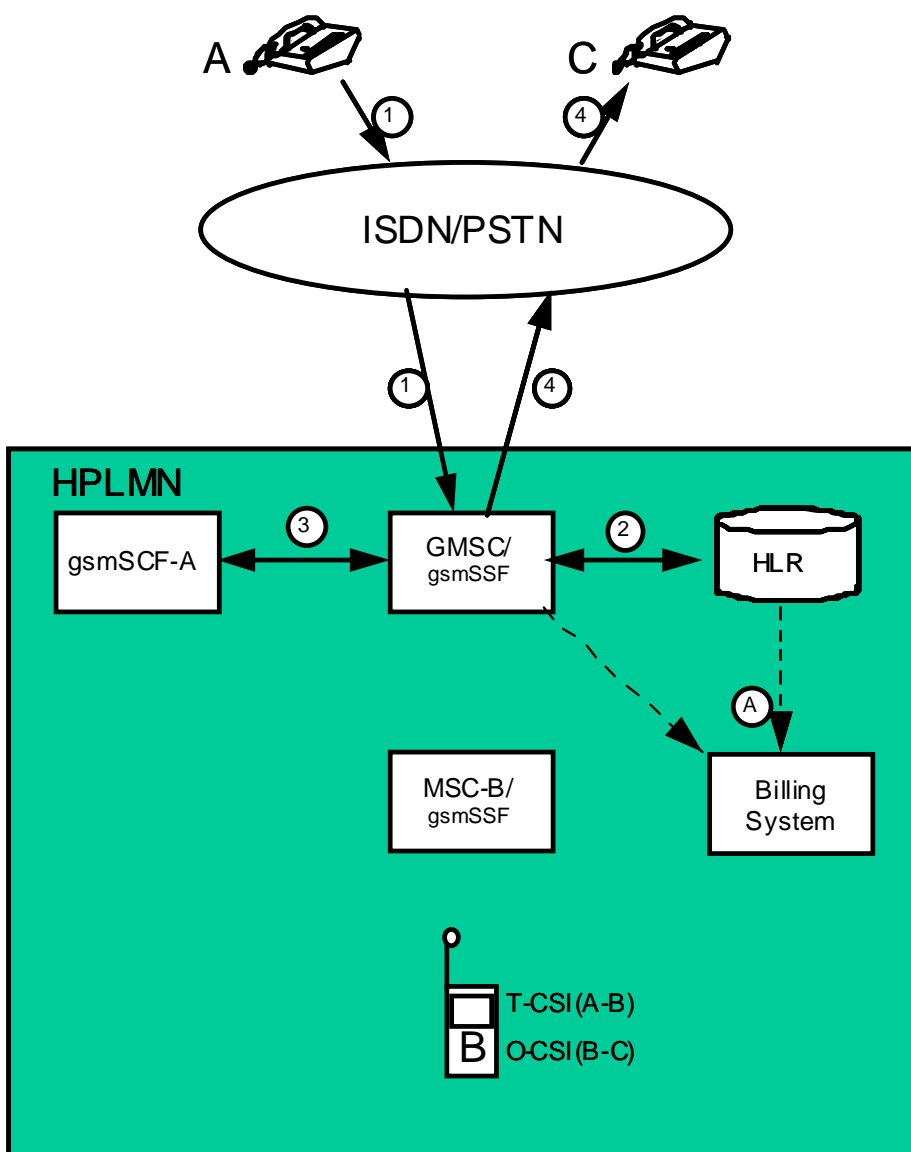 A
C
1
4
ISDN/PSTN
1
4
HPLMN
gsmSCF-A
3
GMSC/
gsmSSF
2
HLR
A
MSC-B/
gsmSSF
Billing
System
T-CSI(A-B)
B
O-CSI(B-C)